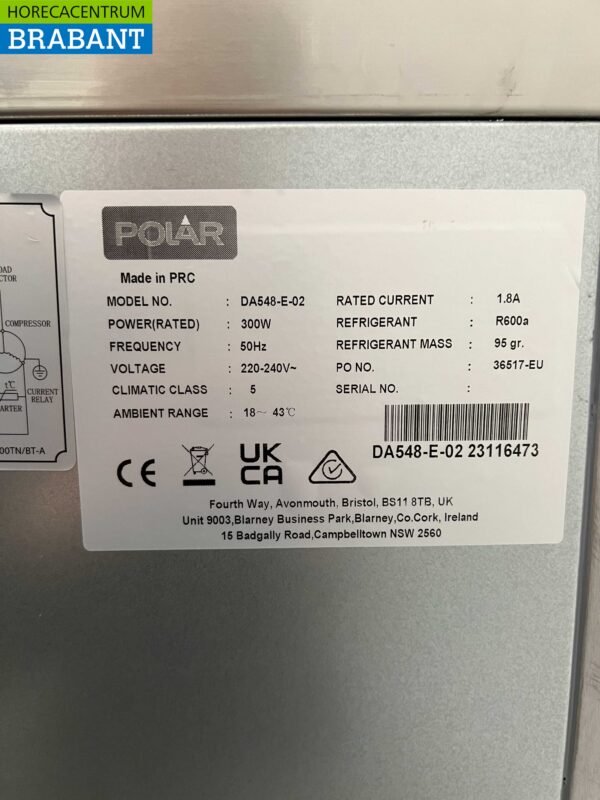 HORECACENTRUM
BRABANT
POLAR
Made in PRC
MODEL NO. : DA548-E-02
POWER(RATED) : 300W
FREQUENCY : 50Hz
VOLTAGE : 220-240V~
CLIMATIC CLASS : 5
AMBIENT RANGE : 18~ 43℃
RATED CURRENT : 1.8A
REFRIGERANT : R600a
REFRIGERANT MASS : 95 gr.
PO NO. : 36517-EU
SERIAL NO. :
DA548-E-02 23116473
CE
UK
CA
Fourth Way, Avonmouth, Bristol, BS11 8TB, UK
Unit 9003,Blarney Business Park,Blarney,Co.Cork, Ireland
15 Badgally Road,Campbelltown NSW 2560
COMPRESSOR
t℃
CURRENT
RELAY
00TN/BT-A